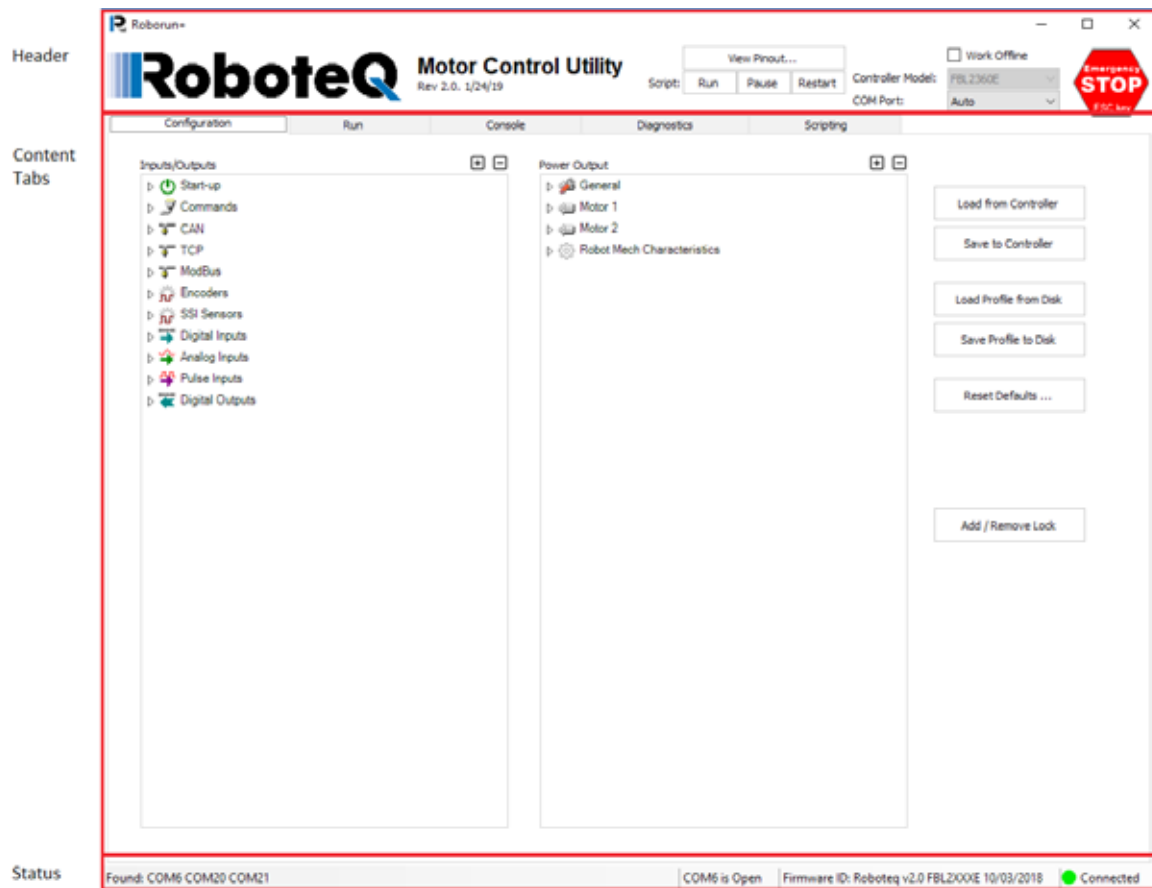 Roborun+
Header
RoboteQ
Motor Control Utility
Rev 2.0. 1/24/19
View Pinout...
Script: Run Pause Restart
Work Offline
Controller Model: FBL2360E
COM Port: Auto
Emergency
STOP
ESC key
Content
Tabs
Configuration Run Console Diagnostics Scripting
Inputs/Outputs
Start-up
Commands
CAN
TCP
ModBus
Encoders
SSI Sensors
Digital Inputs
Analog Inputs
Pulse Inputs
Digital Outputs
Power Output
General
Motor 1
Motor 2
Robot Mech Characteristics
Load from Controller
Save to Controller
Load Profile from Disk
Save Profile to Disk
Reset Defaults ...
Add / Remove Lock
Status
Found: COM6 COM20 COM21
COM6 is Open
Firmware ID: Roboteq v2.0 FBL2XXXE 10/03/2018
Connected